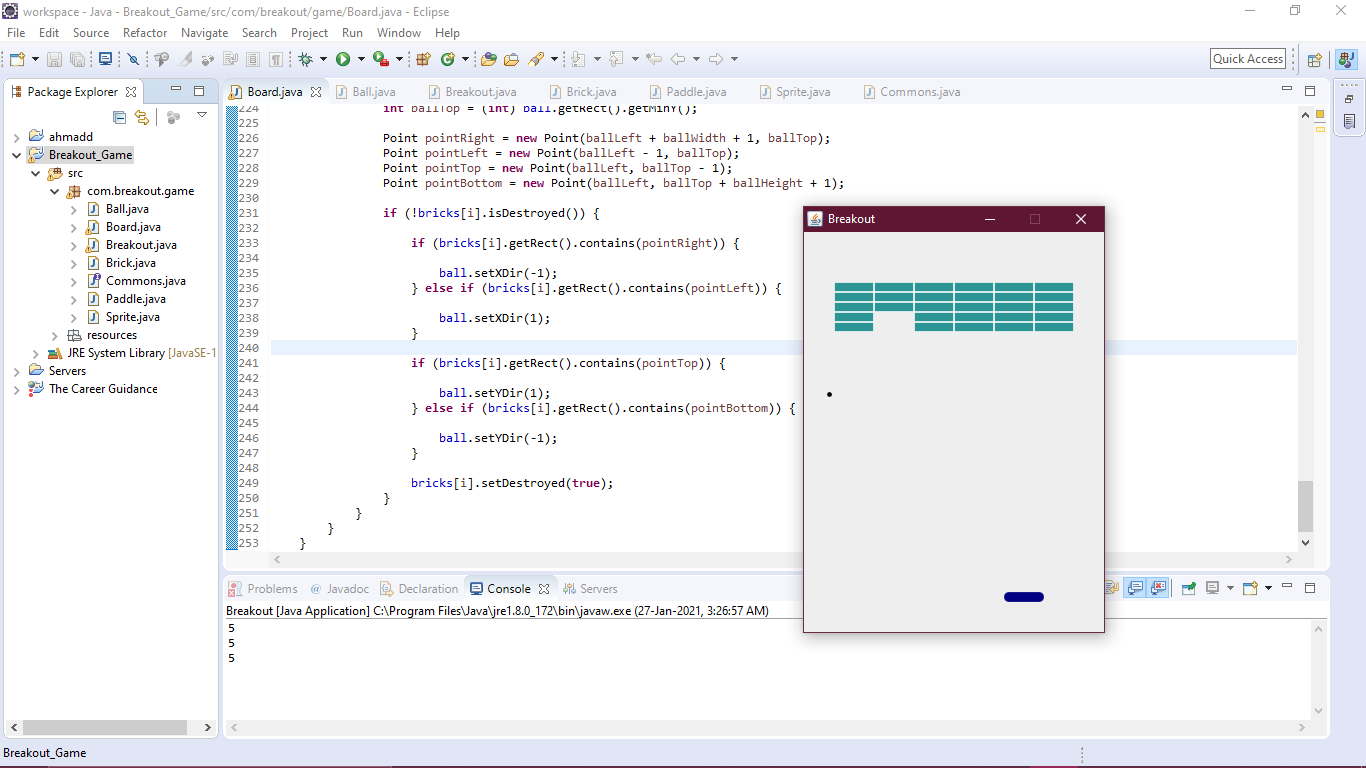 workspace - Java - Breakout_Game/src/com/breakout/game/Board.java - Eclipse
File Edit Source Refactor Navigate Search Project Run Window Help
Quick Access
Package Explorer
ahmadd
Breakout_Game
src
com.breakout.game
Ball.java
Board.java
Breakout.java
Brick.java
Commons.java
Paddle.java
Sprite.java
resources
JRE System Library [JavaSE-1
Servers
The Career Guidance
Board.java Ball.java Breakout.java Brick.java Paddle.java Sprite.java Commons.java
224 int ballTop = (int) ball.getRect().getMinY();
225
226 Point pointRight = new Point(ballLeft + ballWidth + 1, ballTop);
227 Point pointLeft = new Point(ballLeft - 1, ballTop);
228 Point pointTop = new Point(ballLeft, ballTop - 1);
229 Point pointBottom = new Point(ballLeft, ballTop + ballHeight + 1);
230
231 if (!bricks[i].isDestroyed()) {
232
233 if (bricks[i].getRect().contains(pointRight)) {
234
235 ball.setXDir(-1);
236 } else if (bricks[i].getRect().contains(pointLeft)) {
237
238 ball.setXDir(1);
239 }
240
241 if (bricks[i].getRect().contains(pointTop)) {
242
243 ball.setYDir(1);
244 } else if (bricks[i].getRect().contains(pointBottom)) {
245
246 ball.setYDir(-1);
247 }
248
249 bricks[i].setDestroyed(true);
250 }
251 }
252 }
253 }
Breakout
Problems @ Javadoc Declaration Console Servers
Breakout [Java Application] C:\Program Files\Java\jre1.8.0_172\bin\javaw.exe (27-Jan-2021, 3:26:57 AM)
5
5
5
Breakout_Game